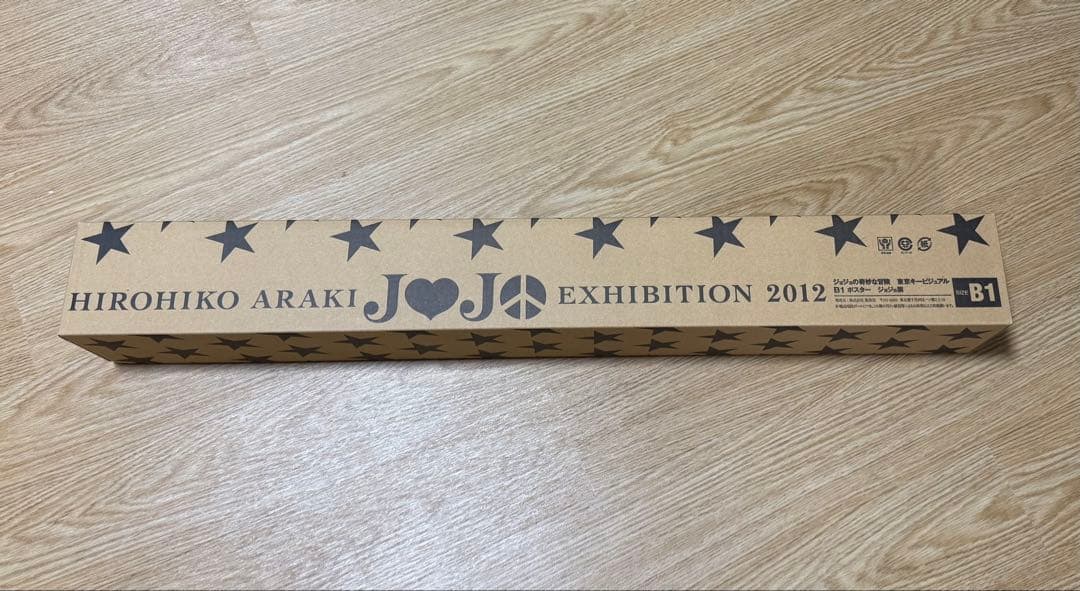 HIROHIKO ARAKI JOJO EXHIBITION 2012
ジョジョの奇妙な冒険 東京キービジュアル
B1 ポスター ジョジョ展
SIZE B1